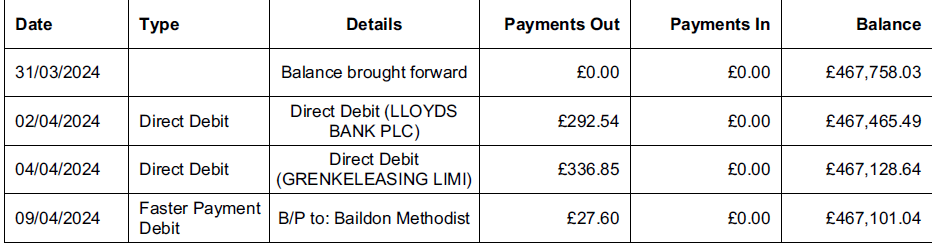 Date Type Details Payments Out Payments In Balance
31/03/2024 Balance brought forward £0.00 £0.00 £467,758.03
02/04/2024 Direct Debit Direct Debit (LLOYDS BANK PLC) £292.54 £0.00 £467,465.49
04/04/2024 Direct Debit Direct Debit (GRENKELEASING LIMI) £336.85 £0.00 £467,128.64
09/04/2024 Faster Payment Debit B/P to: Baildon Methodist £27.60 £0.00 £467,101.04